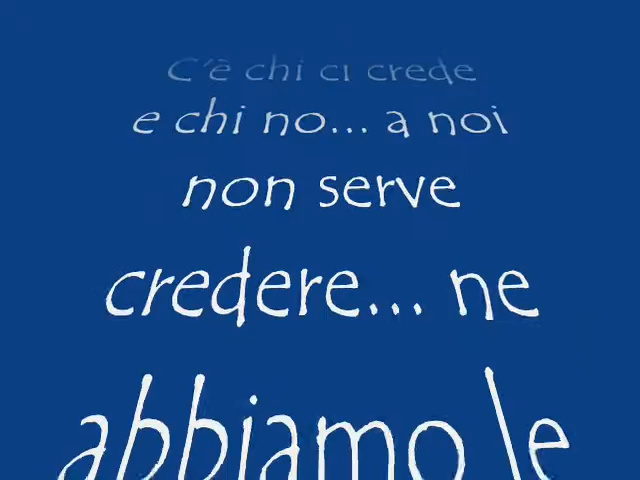 C'è chi ci crede
e chi no... a noi
non serve
credere... ne
abbiamo le